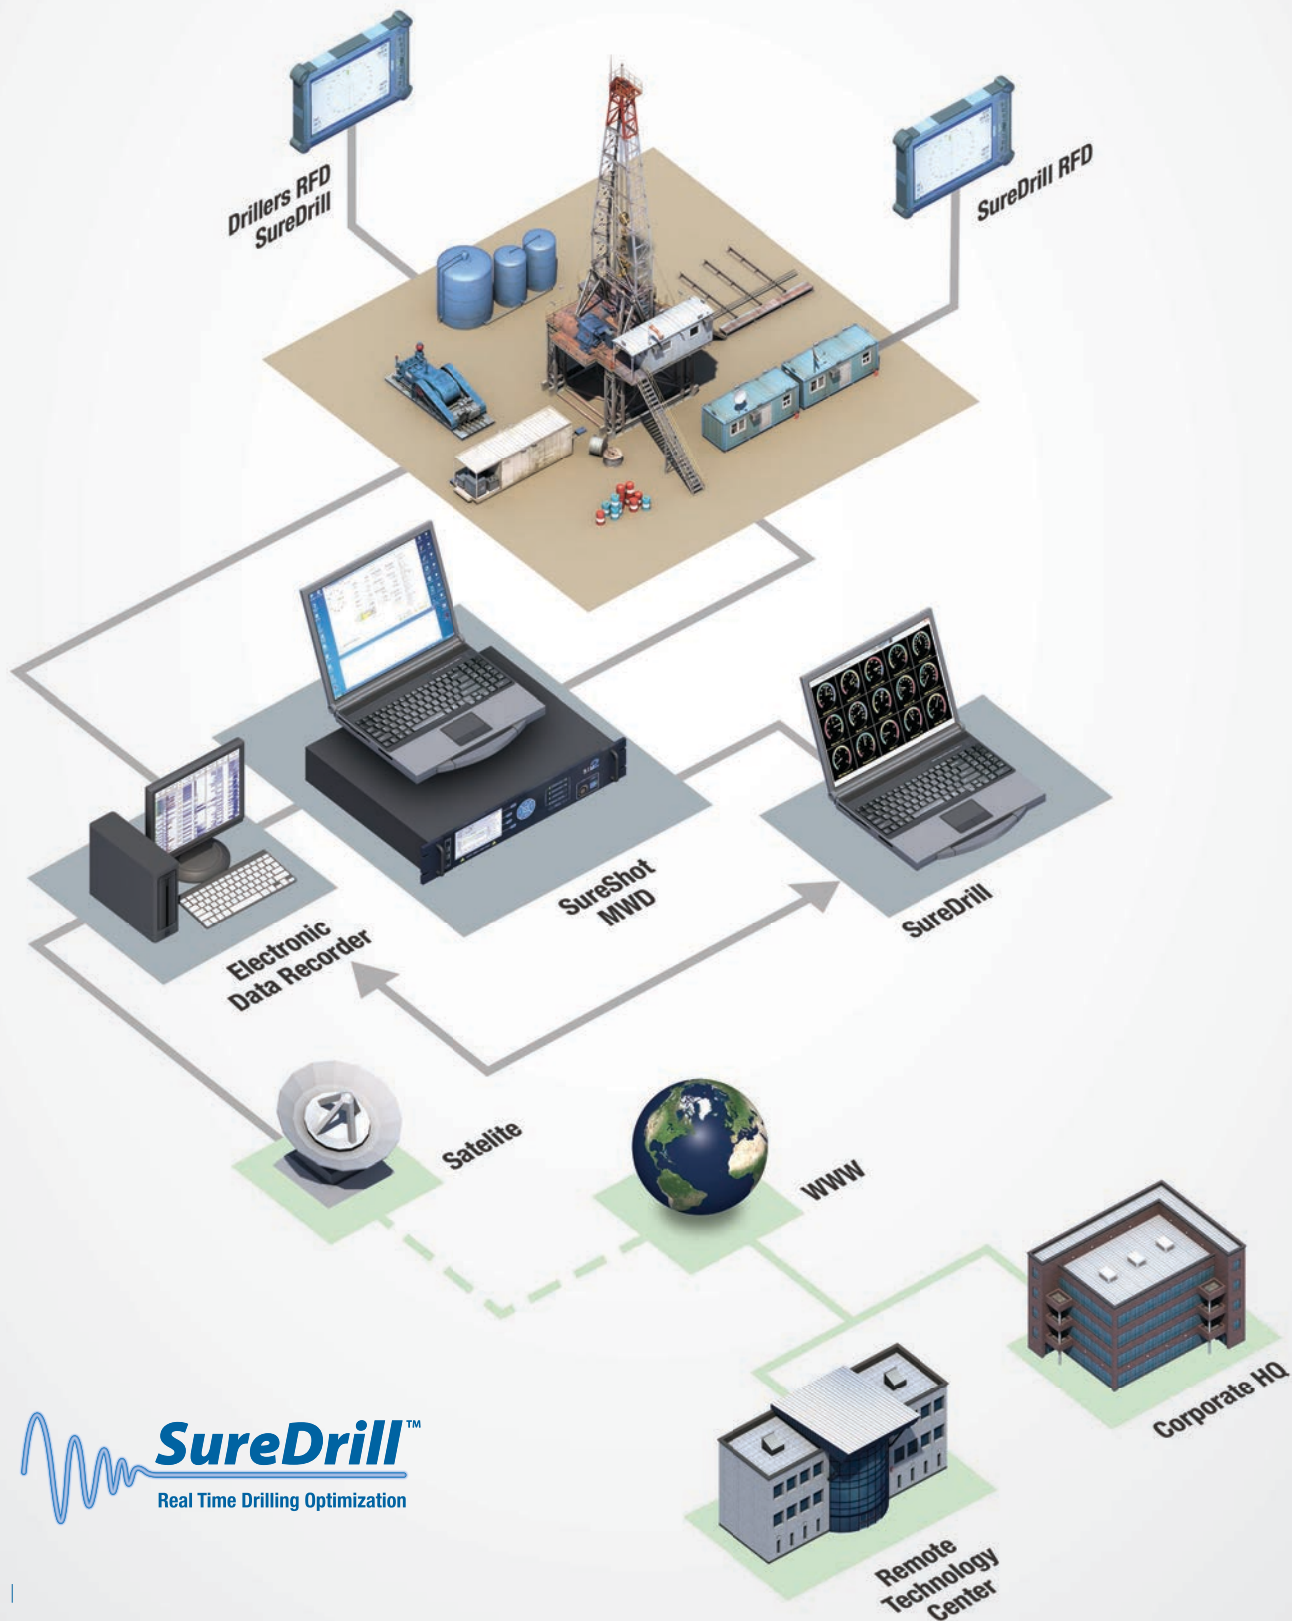 Drillers RFD
SureDrill
SureDrill RFD
SureShot
MWD
SureDrill
Electronic
Data Recorder
Satelite
WWW
Corporate HQ
Remote
Technology
Center
SureDrill™
Real Time Drilling Optimization